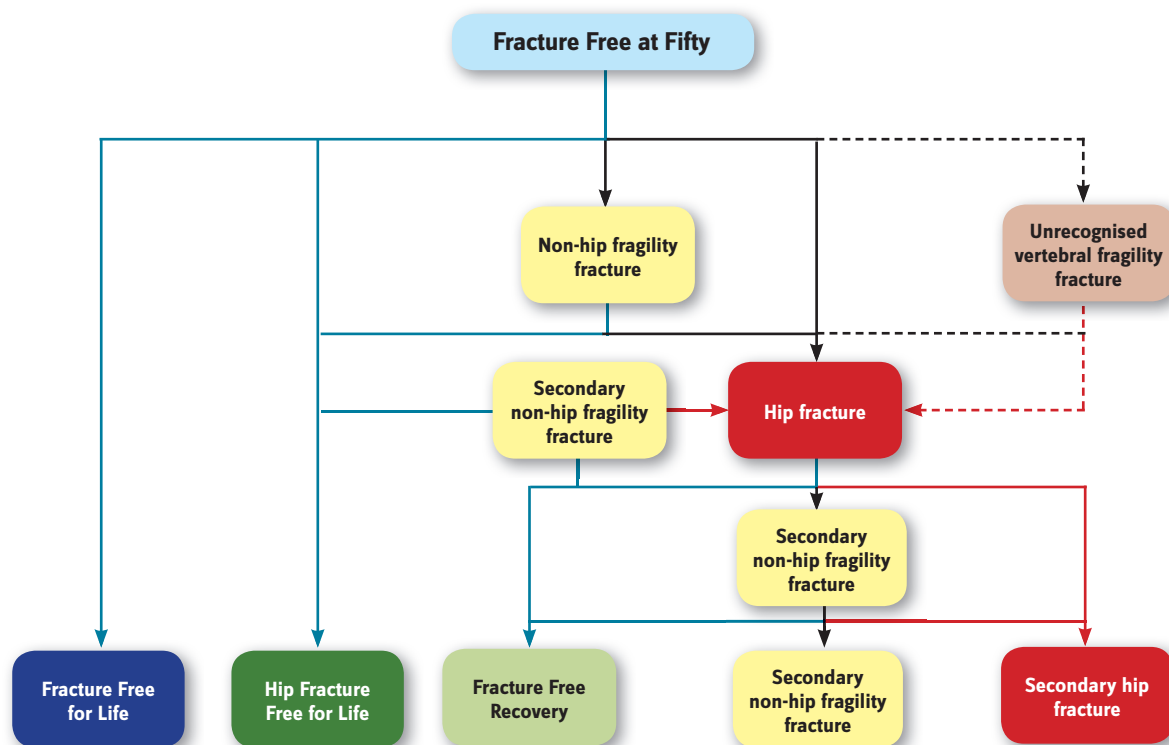 Fracture Free at Fifty
Non-hip fragility
fracture
Unrecognised
vertebral fragility
fracture
Secondary
non-hip fragility
fracture
Hip fracture
Secondary
non-hip fragility
fracture
Fracture Free
for Life
Hip Fracture
Free for Life
Fracture Free
Recovery
Secondary
non-hip fragility
fracture
Secondary hip
fracture